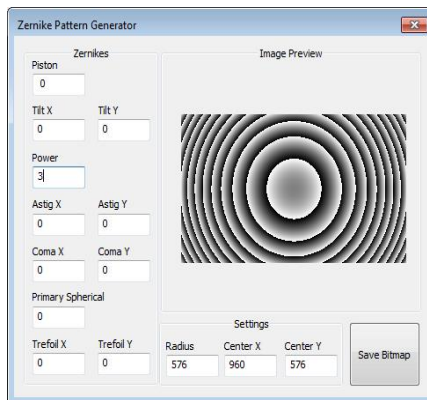 Zernike Pattern Generator
Zernikes
Piston
0
Tilt X Tilt Y
0 0
Power
3
Astig X Astig Y
0 0
Coma X Coma Y
0 0
Primary Spherical
0
Trefoil X Trefoil Y
0 0
Image Preview
Settings
Radius Center X Center Y
576 960 576
Save Bitmap